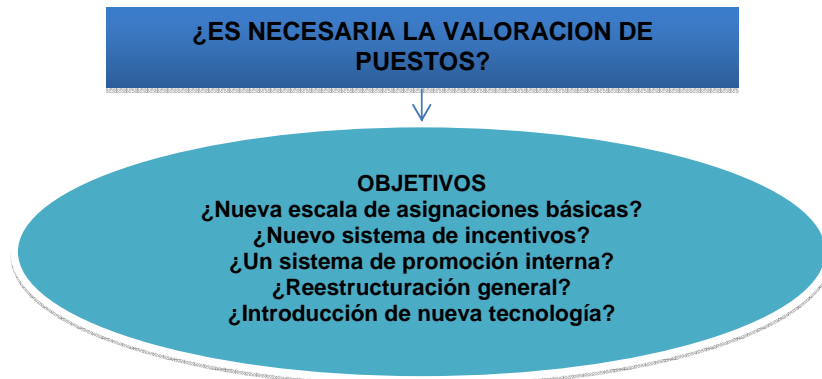 ¿ES NECESARIA LA VALORACION DE
PUESTOS?
OBJETIVOS
¿Nueva escala de asignaciones básicas?
¿Nuevo sistema de incentivos?
¿Un sistema de promoción interna?
¿Reestructuración general?
¿Introducción de nueva tecnología?